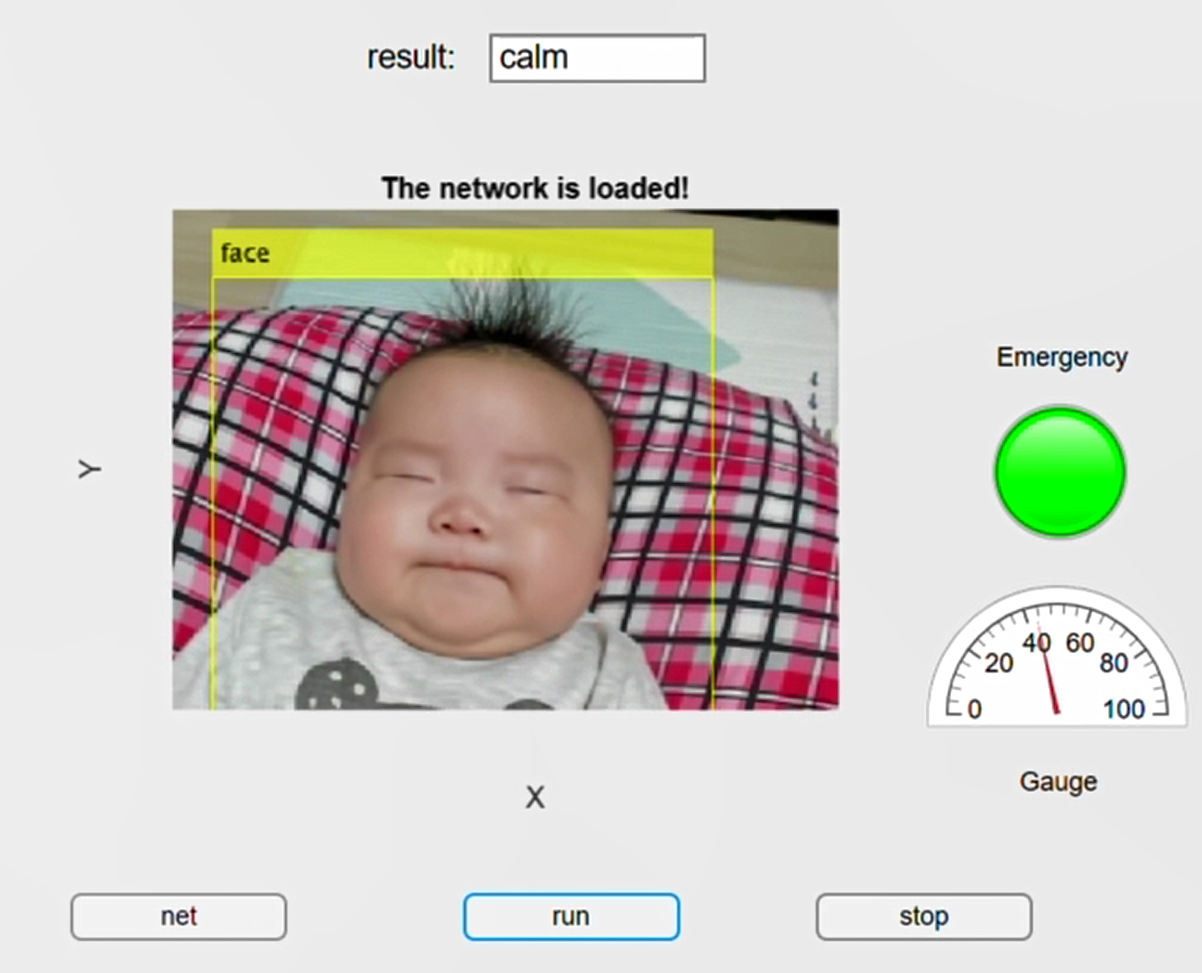 result: calm
The network is loaded!
face
Y
Emergency
0 20 40 60 80 100
Gauge
X
net run stop